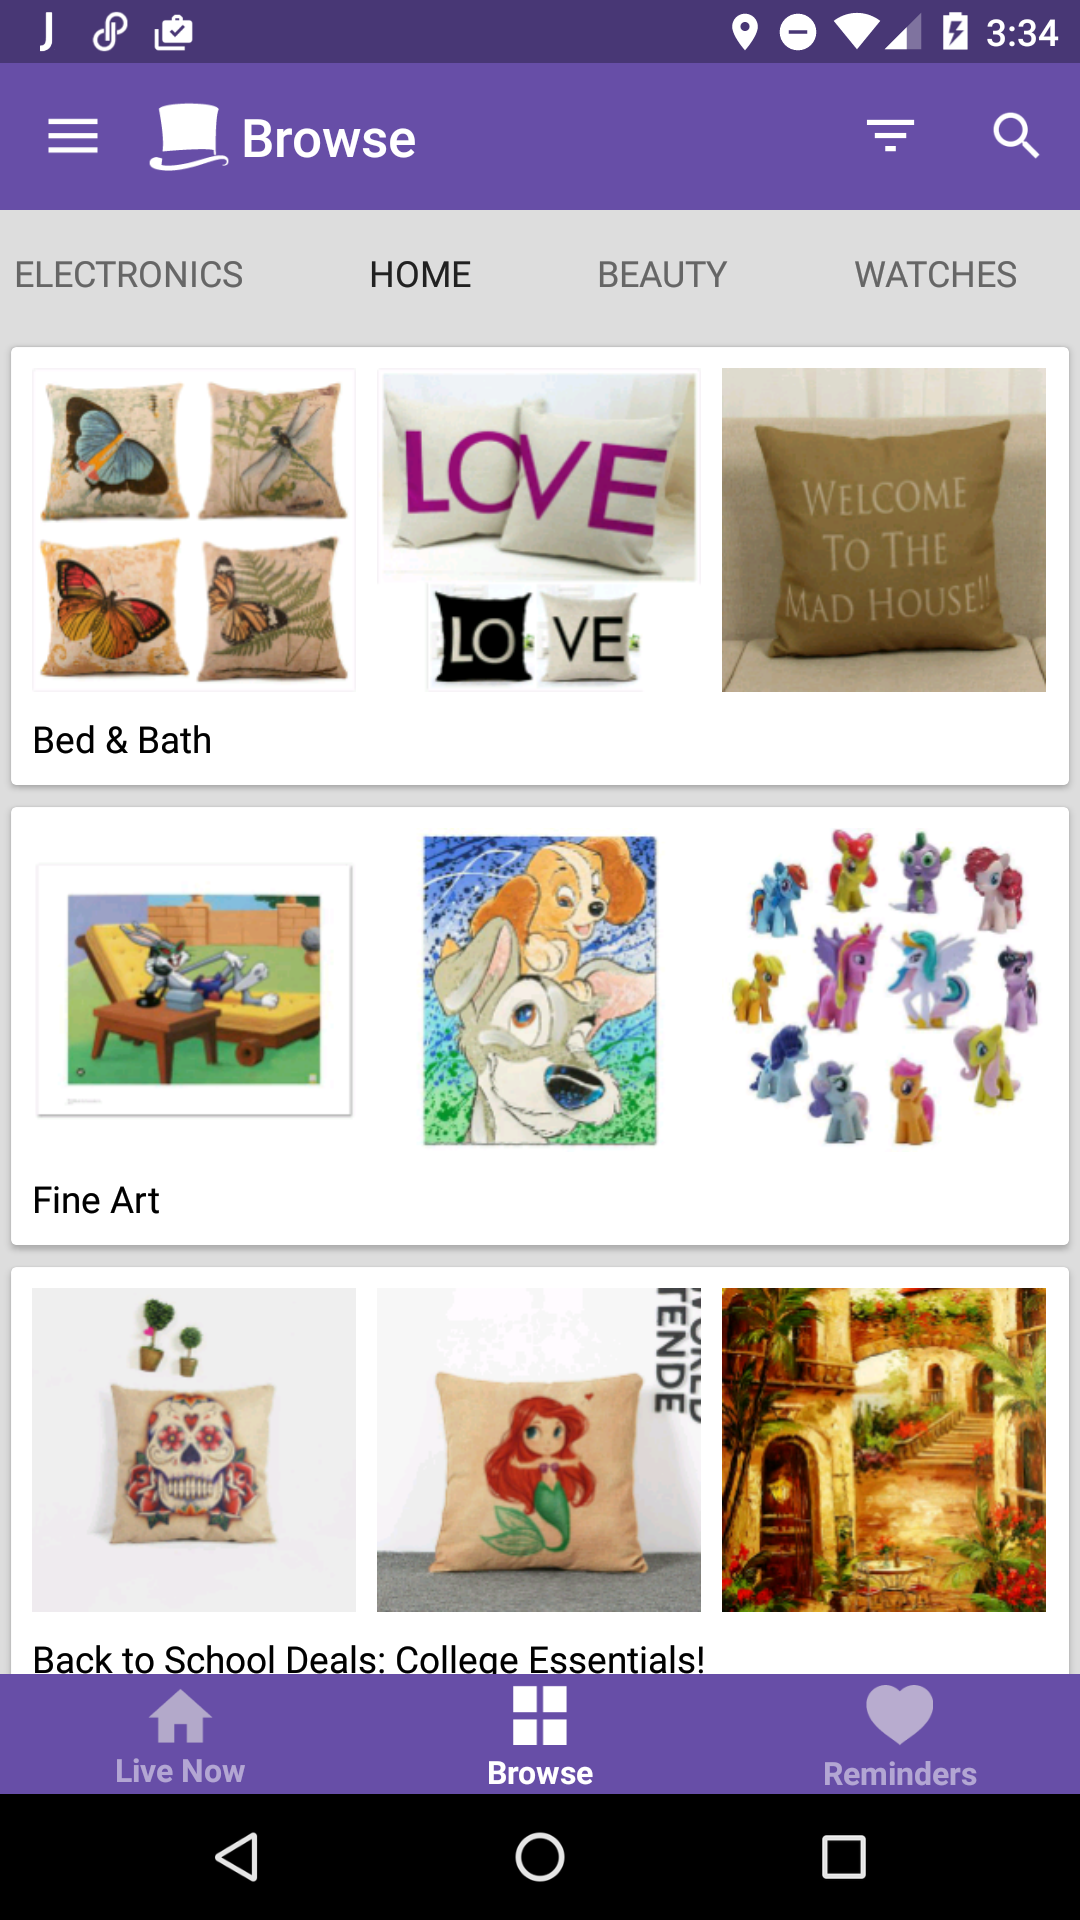 3:34
Browse
ELECTRONICS HOME BEAUTY WATCHES
LOVE
LO VE
WELCOME
TO THE
MAD HOUSE!!
Bed & Bath
Fine Art
TENDE
Back to School Deals: College Essentials!
Live Now Browse Reminders